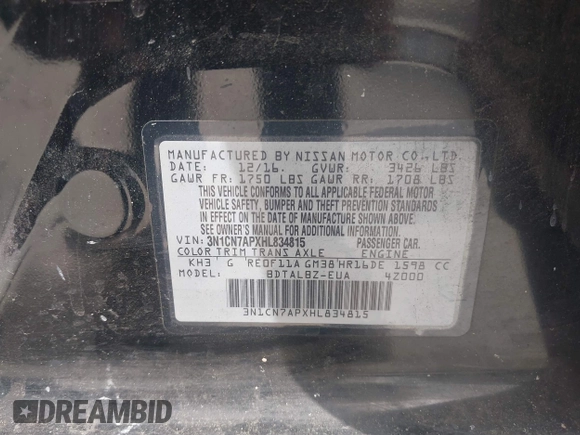 MANUFACTURED BY NISSAN MOTOR CO.,LTD.
DATE: 12/16. GVWR: 3426 LBS
GAWR FR: 1750 LBS GAWR RR: 1708 LBS
THIS VEHICLE CONFORMS TO ALL APPLICABLE FEDERAL MOTOR
VEHICLE SAFETY, BUMPER AND THEFT PREVENTION STANDARDS
IN EFFECT ON THE DATE OF MANUFACTURE SHOWN ABOVE.
SEE OWNER'S MANUAL FOR ADDITIONAL INFORMATION.
VIN: 3N1CN7APXHL834815 PASSENGER CAR.
COLOR TRIM TRANS AXLE ENGINE
KH3 G RE0F11A GM38 HR16DE 1598 CC
MODEL: BDTALBZ-EUA 4Z000
3N1CN7APXHL834815
DREAMBID